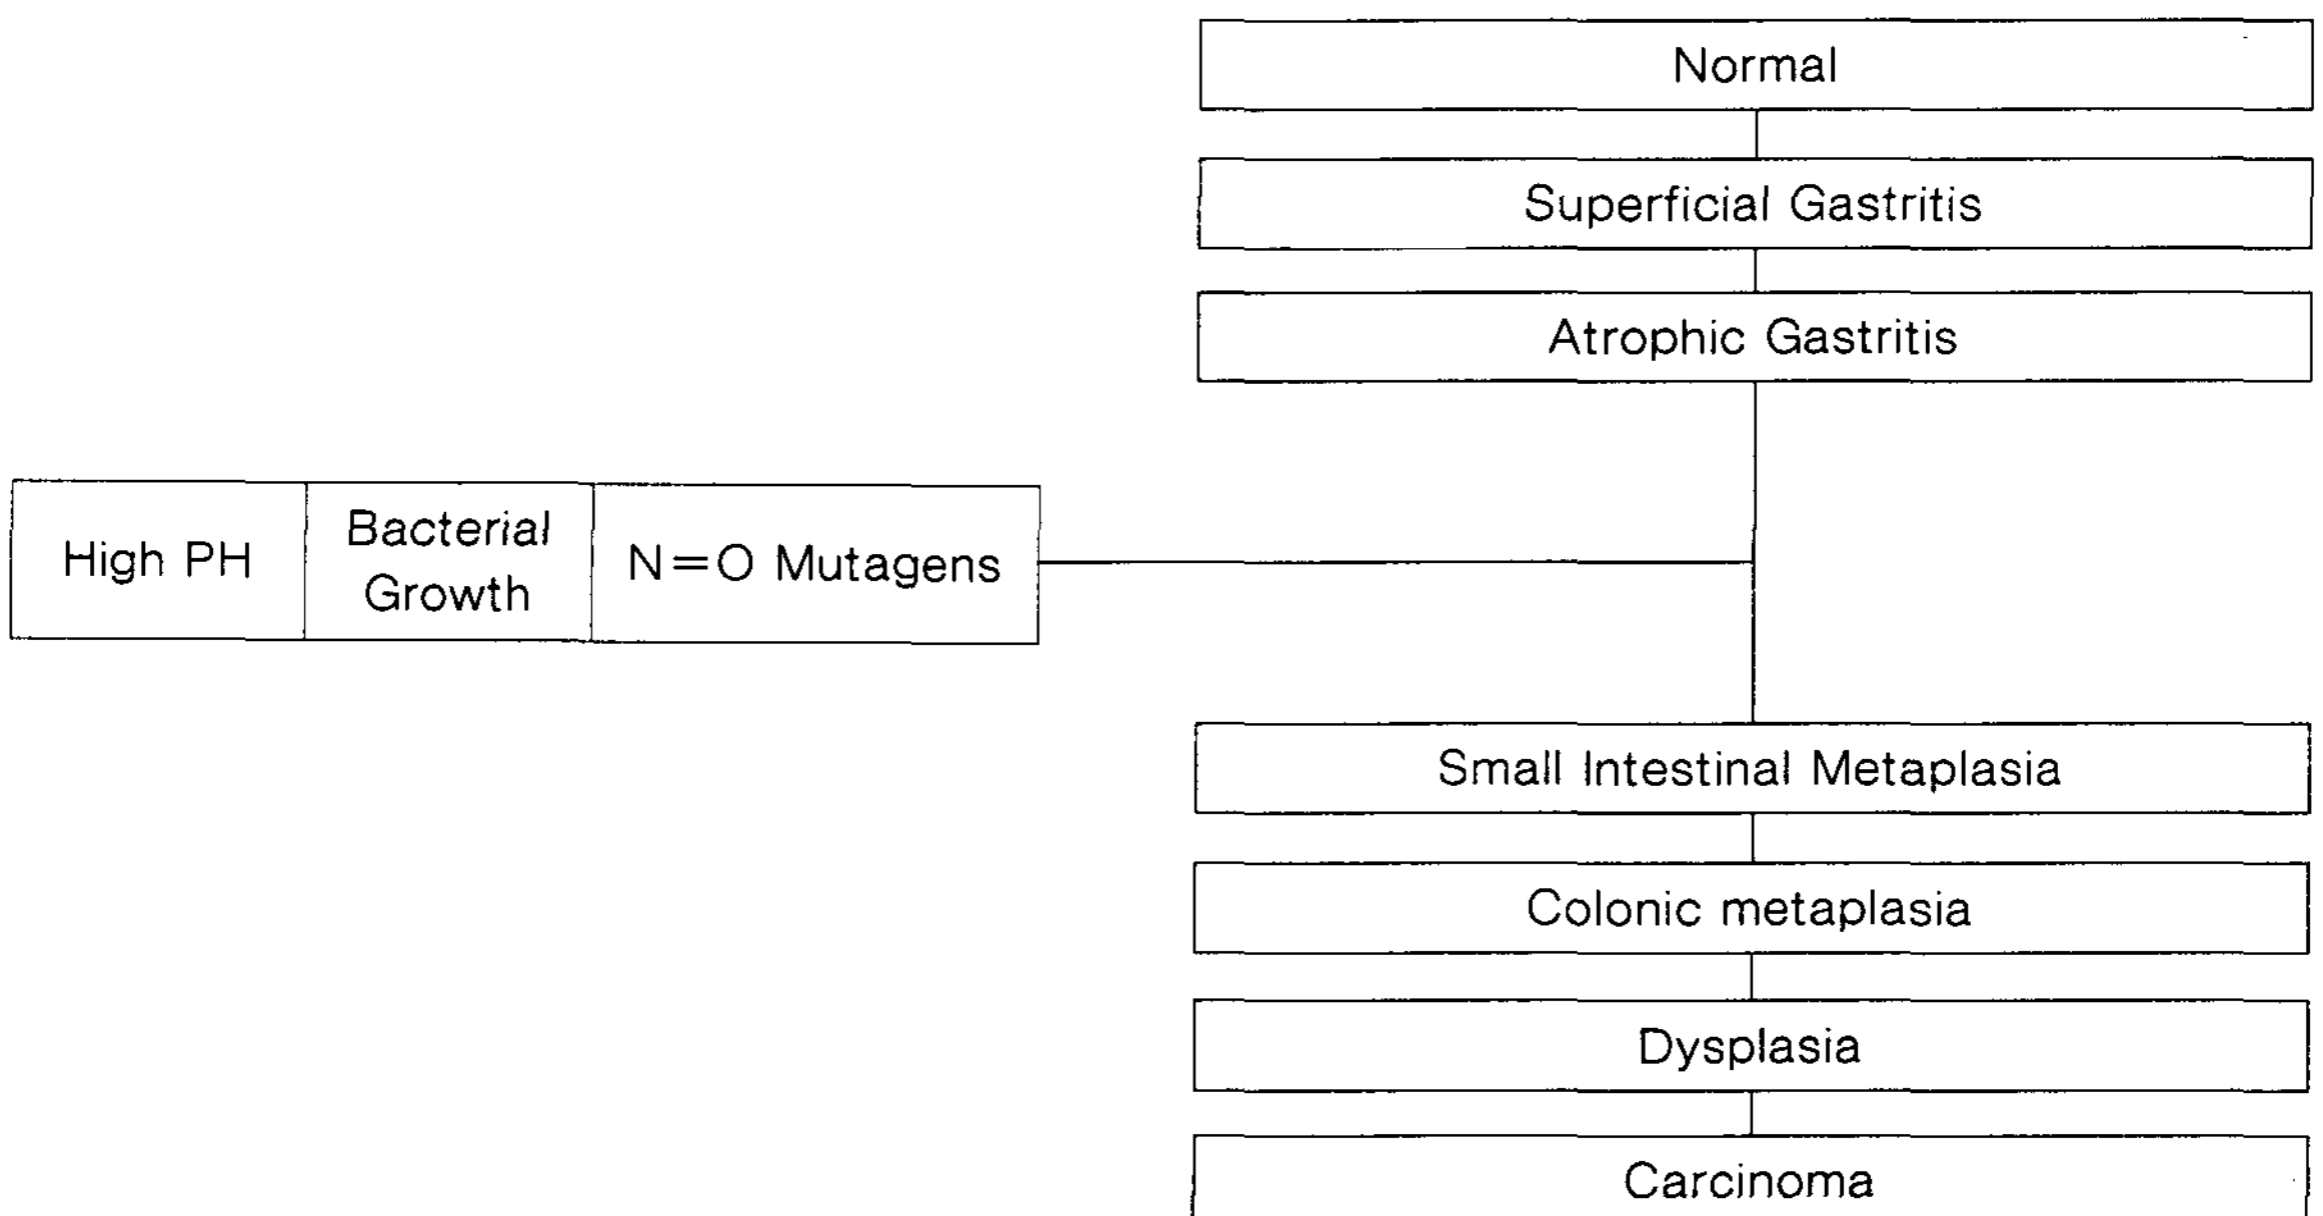 Normal
Superficial Gastritis
Atrophic Gastritis
High PH
Bacterial
Growth
N=O Mutagens
Small Intestinal Metaplasia
Colonic metaplasia
Dysplasia
Carcinoma